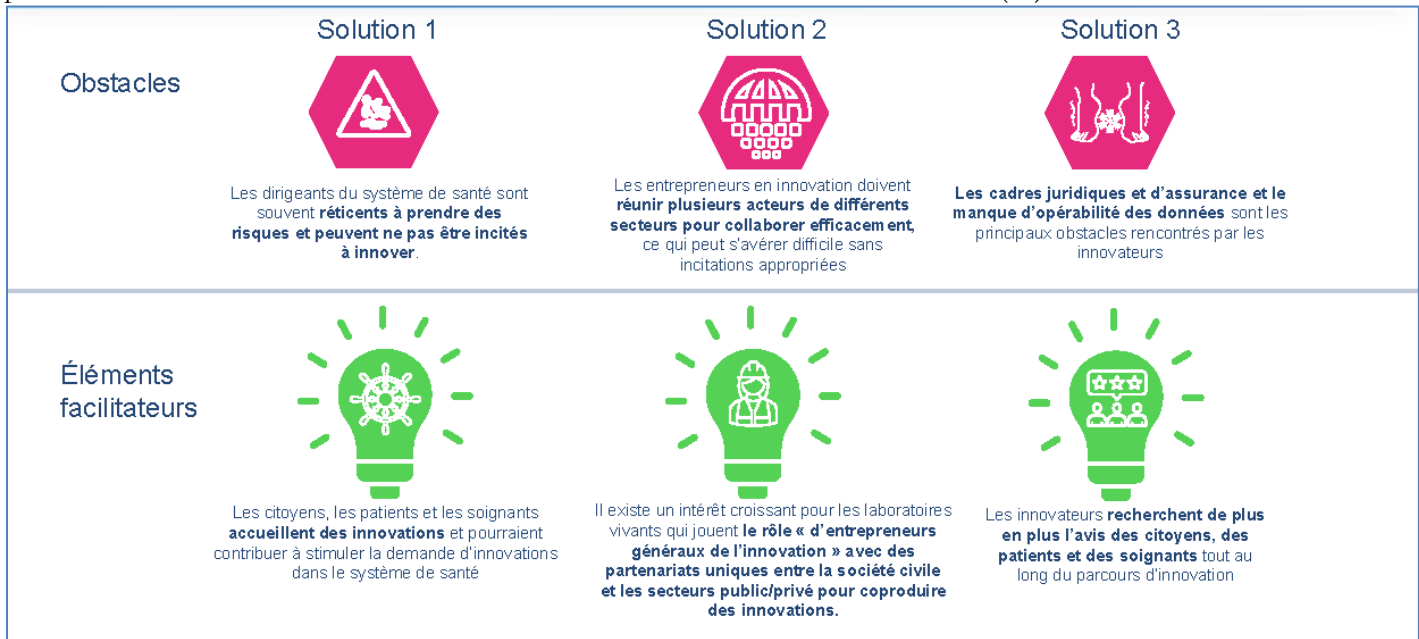 Solution 1
Solution 2
Solution 3
Obstacles
Les dirigeants du système de santé sont
souvent réticents à prendre des
risques et peuvent ne pas être incités
à innover.
Les entrepreneurs en innovation doivent
réunir plusieurs acteurs de différents
secteurs pour collaborer efficacement,
ce qui peut s'avérer difficile sans
incitations appropriées
Les cadres juridiques et d'assurance et le
manque d'opérabilité des données sont les
principaux obstacles rencontrés par les
innovateurs
Éléments
facilitateurs
Les citoyens, les patients et les soignants
accueillent des innovations et pourraient
contribuer à stimuler la demande d'innovations
dans le système de santé
Il existe un intérêt croissant pour les laboratoires
vivants qui jouent le rôle « d'entrepreneurs
généraux de l'innovation » avec des
partenariats uniques entre la société civile
et les secteurs public/privé pour coproduire
des innovations.
Les innovateurs recherchent de plus
en plus l'avis des citoyens, des
patients et des soignants tout au
long du parcours d'innovation